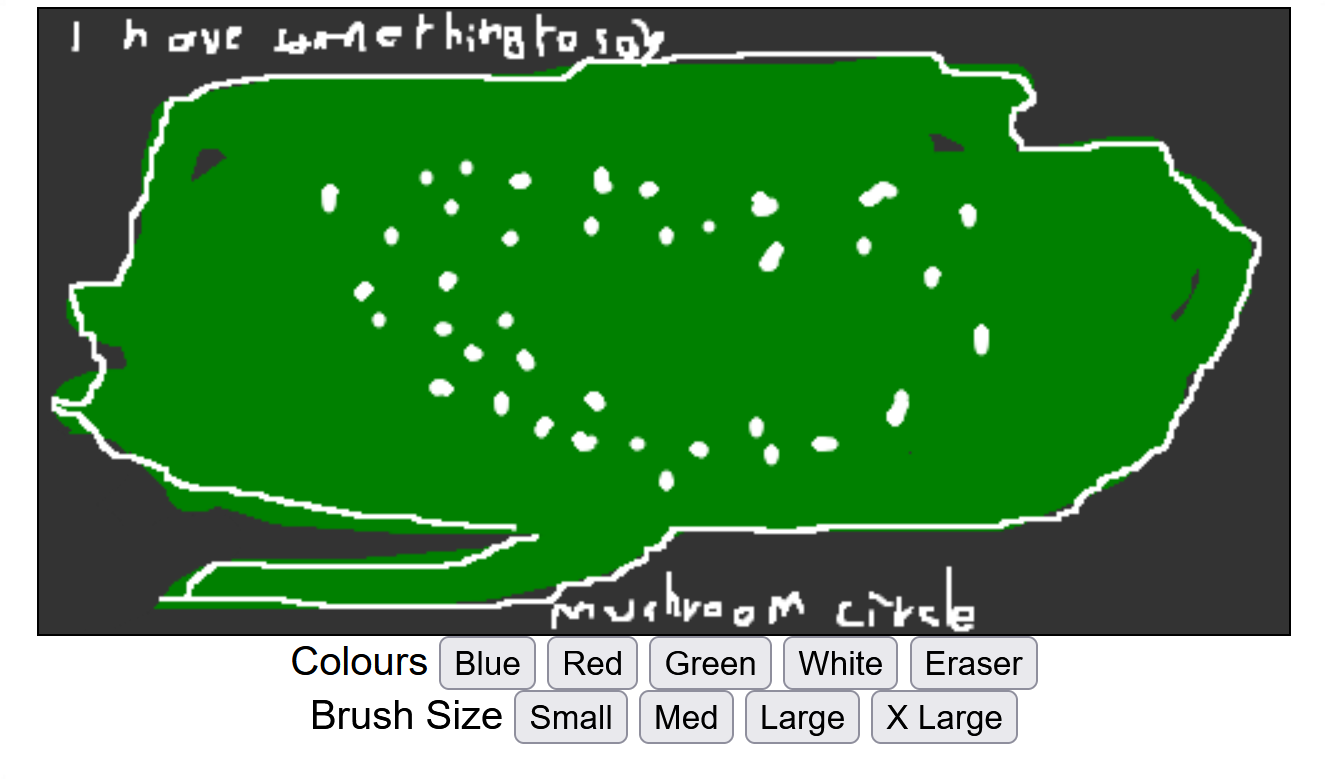 I have something to say
mushroom circle
Colours Blue Red Green White Eraser
Brush Size Small Med Large X Large